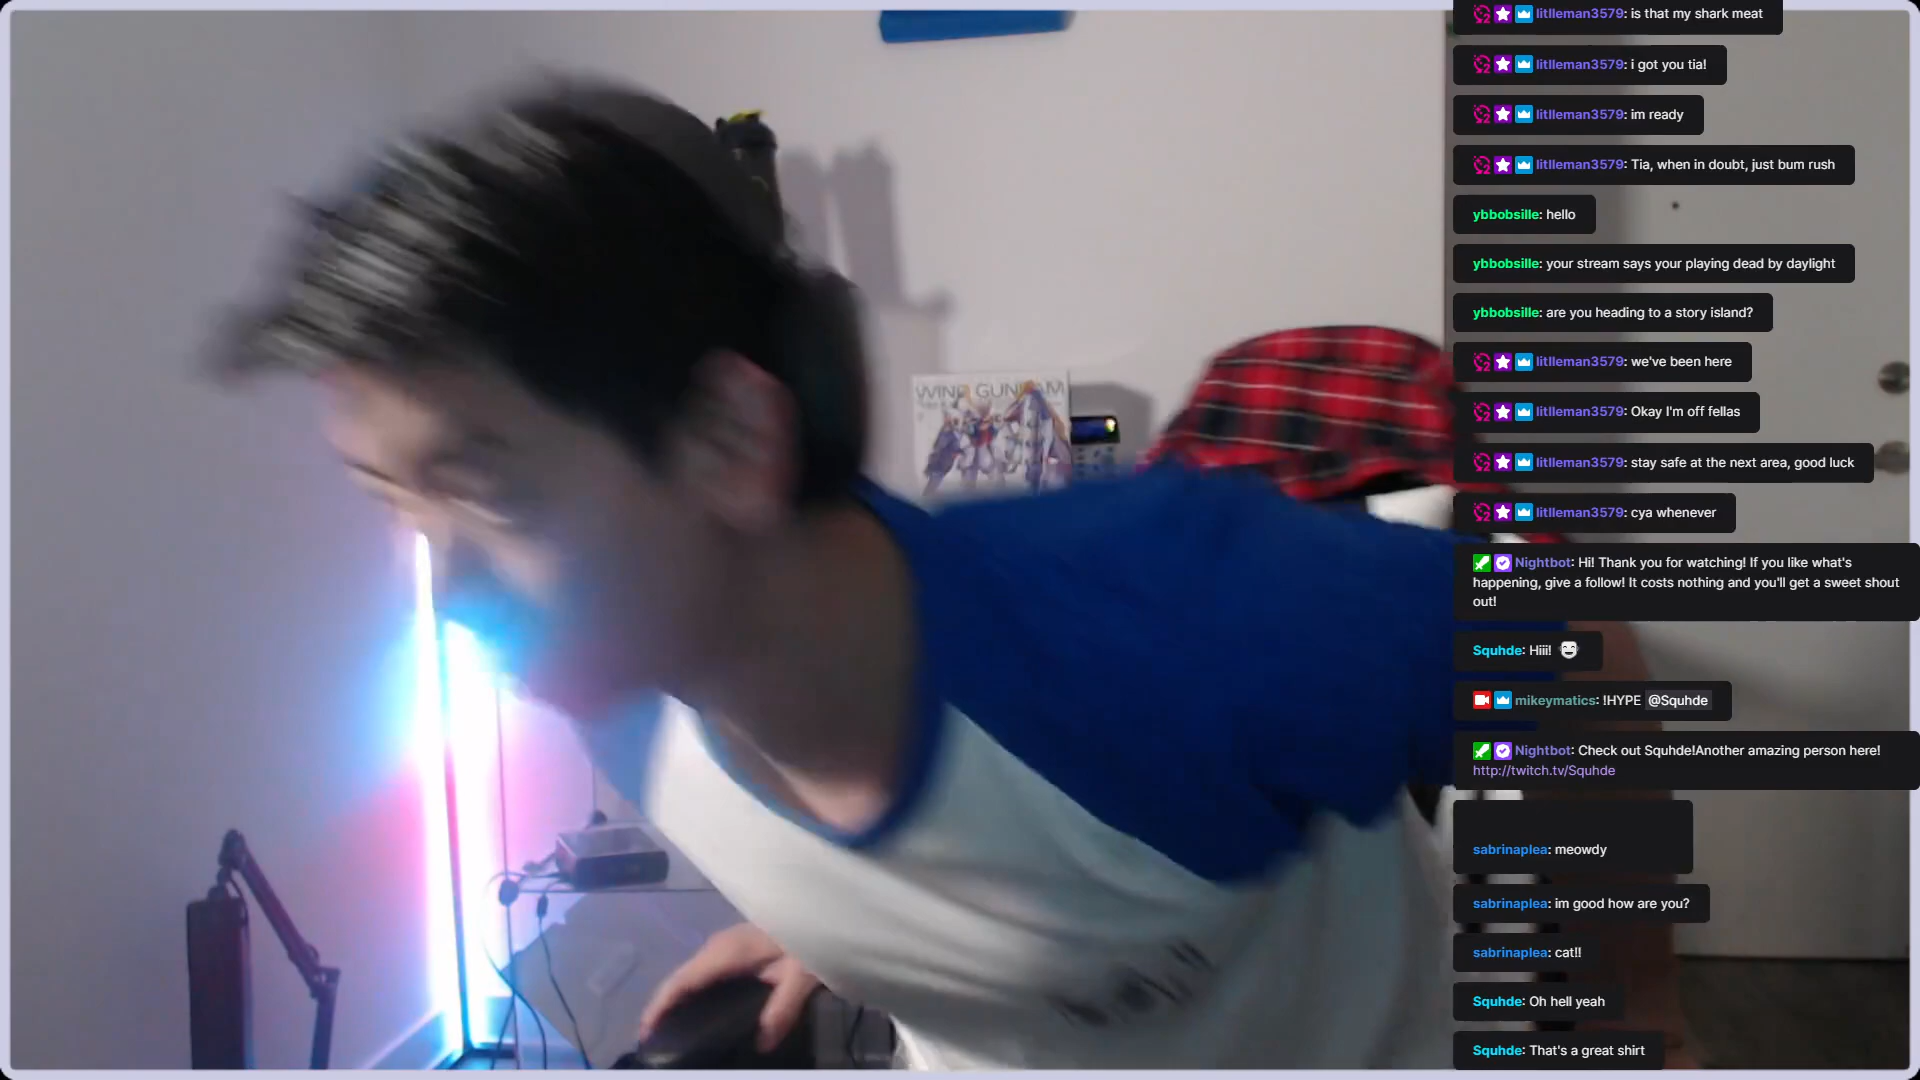 litlleman3579: is that my shark meat
litlleman3579: i got you tia!
litlleman3579: im ready
litlleman3579: Tia, when in doubt, just bum rush
ybbobsille: hello
ybbobsille: your stream says your playing dead by daylight
ybbobsille: are you heading to a story island?
litlleman3579: we've been here
litlleman3579: Okay I'm off fellas
litlleman3579: stay safe at the next area, good luck
litlleman3579: cya whenever
Nightbot: Hi! Thank you for watching! If you like what's
happening, give a follow! It costs nothing and you'll get a sweet shout
out!
Squhde: Hiii!
mikeymatics: !HYPE @Squhde
Nightbot: Check out Squhde!Another amazing person here!
http://twitch.tv/Squhde
sabrinaplea: meowdy
sabrinaplea: im good how are you?
sabrinaplea: cat!!
Squhde: Oh hell yeah
Squhde: That's a great shirt
WING GUNDAM